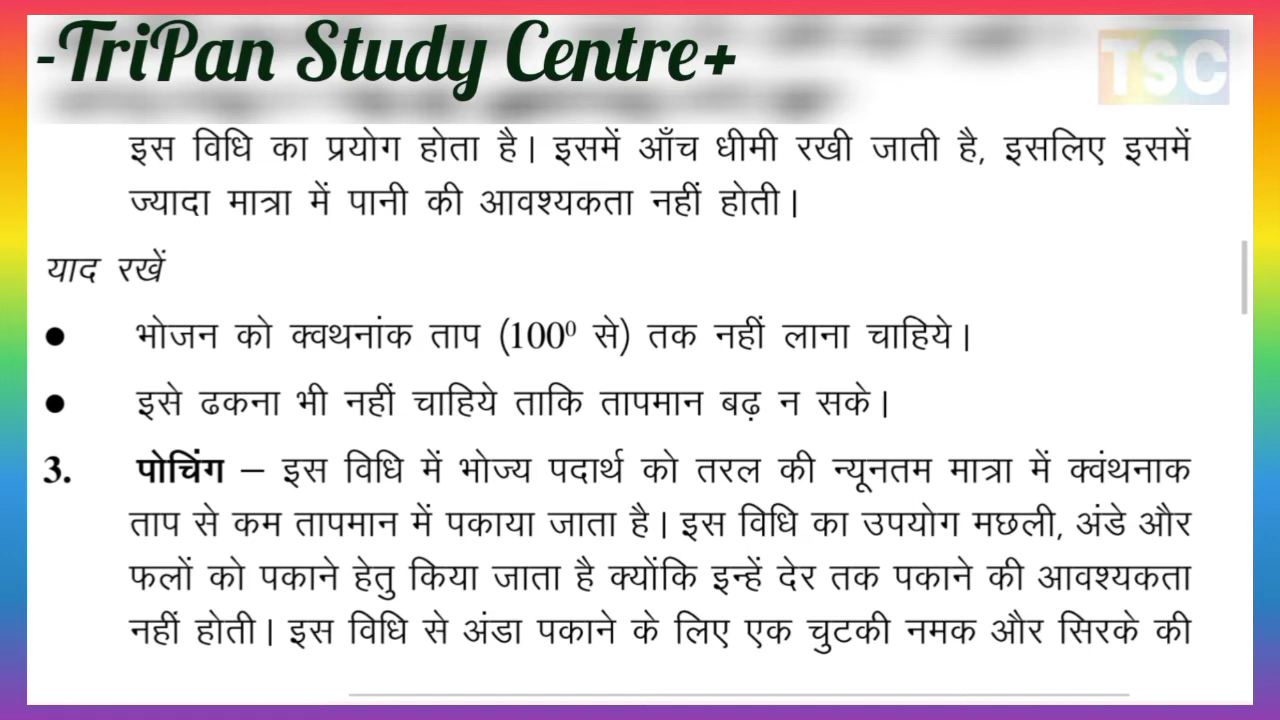 -TriPan Study Centre+
TSC
इस विधि का प्रयोग होता है। इसमें आँच धीमी रखी जाती है, इसलिए इसमें
ज्यादा मात्रा में पानी की आवश्यकता नहीं होती।
याद रखें
● भोजन को क्वथनांक ताप (100⁰ से) तक नहीं लाना चाहिये।
● इसे ढकना भी नहीं चाहिये ताकि तापमान बढ़ न सके।
3. पोचिंग – इस विधि में भोज्य पदार्थ को तरल की न्यूनतम मात्रा में क्वंथनाक
ताप से कम तापमान में पकाया जाता है। इस विधि का उपयोग मछली, अंडे और
फलों को पकाने हेतु किया जाता है क्योंकि इन्हें देर तक पकाने की आवश्यकता
नहीं होती। इस विधि से अंडा पकाने के लिए एक चुटकी नमक और सिरके की